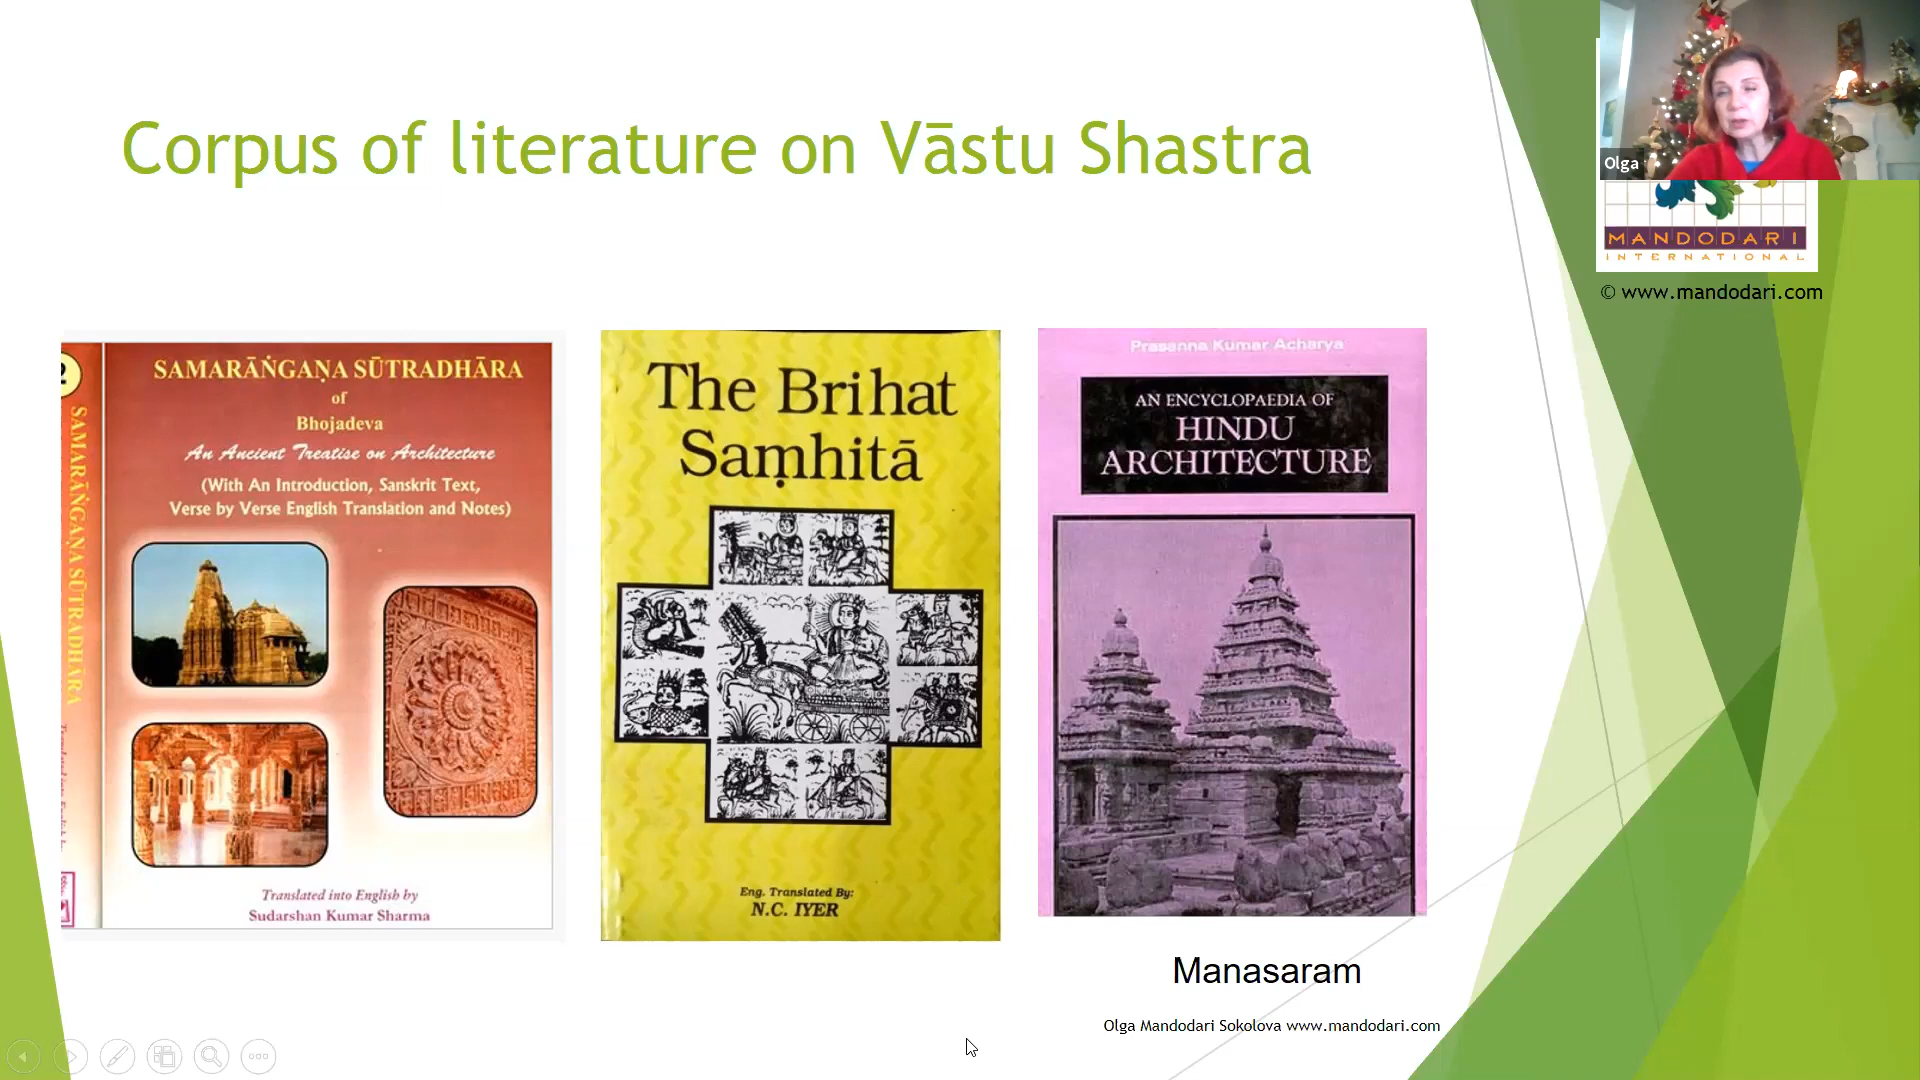 Corpus of literature on Vāstu Shastra
Olga
MANDODARI
INTERNATIONAL
© www.mandodari.com
2
SAMARĀṄGAṆA SŪTRADHĀRA
SAMARĀṄGAṆA SŪTRADHĀRA
of
Bhojadeva
An Ancient Treatise on Architecture
(With An Introduction, Sanskrit Text,
Verse by Verse English Translation and Notes)
Translated into English by
Sudarshan Kumar Sharma
The Brihat
Saṃhitā
Eng. Translated By:
N.C. IYER
Prasanna Kumar Acharya
AN ENCYCLOPAEDIA OF
HINDU
ARCHITECTURE
Manasaram
Olga Mandodari Sokolova www.mandodari.com